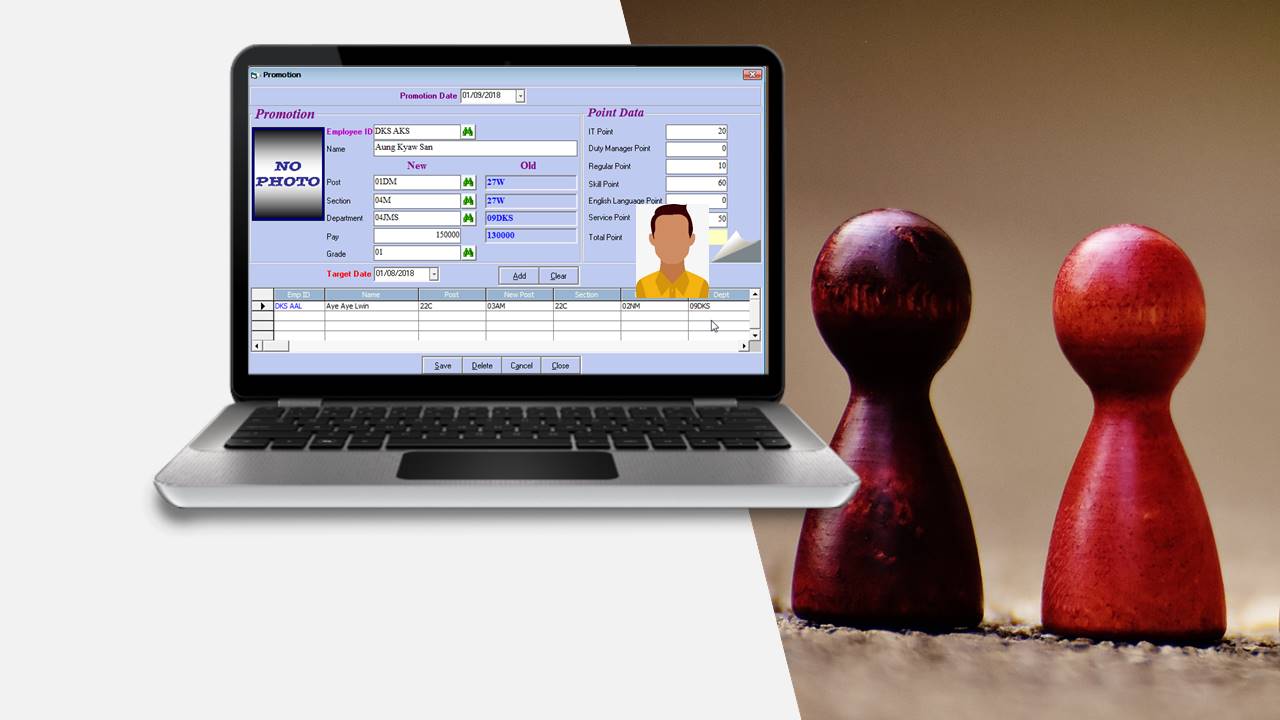 Promotion
Promotion Date 01/09/2018
Promotion
Point Data
NO PHOTO
Employee ID DKS AKS
Name Aung Kyaw San
New Old
Post 01DM 27W
Section 04M 27W
Department 04JMS 09DKS
Pay 150000 130000
Grade 01
IT Point 20
Duty Manager Point 0
Regular Point 10
Skill Point 60
English Language Point 0
Service Point 50
Total Point
Target Date 01/08/2018 Add Clear
Emp ID Name Post New Post Section Dept
DKS AAL Aye Aye Lwin 22C 03AM 22C 02NM 09DKS
Save Delete Cancel Close